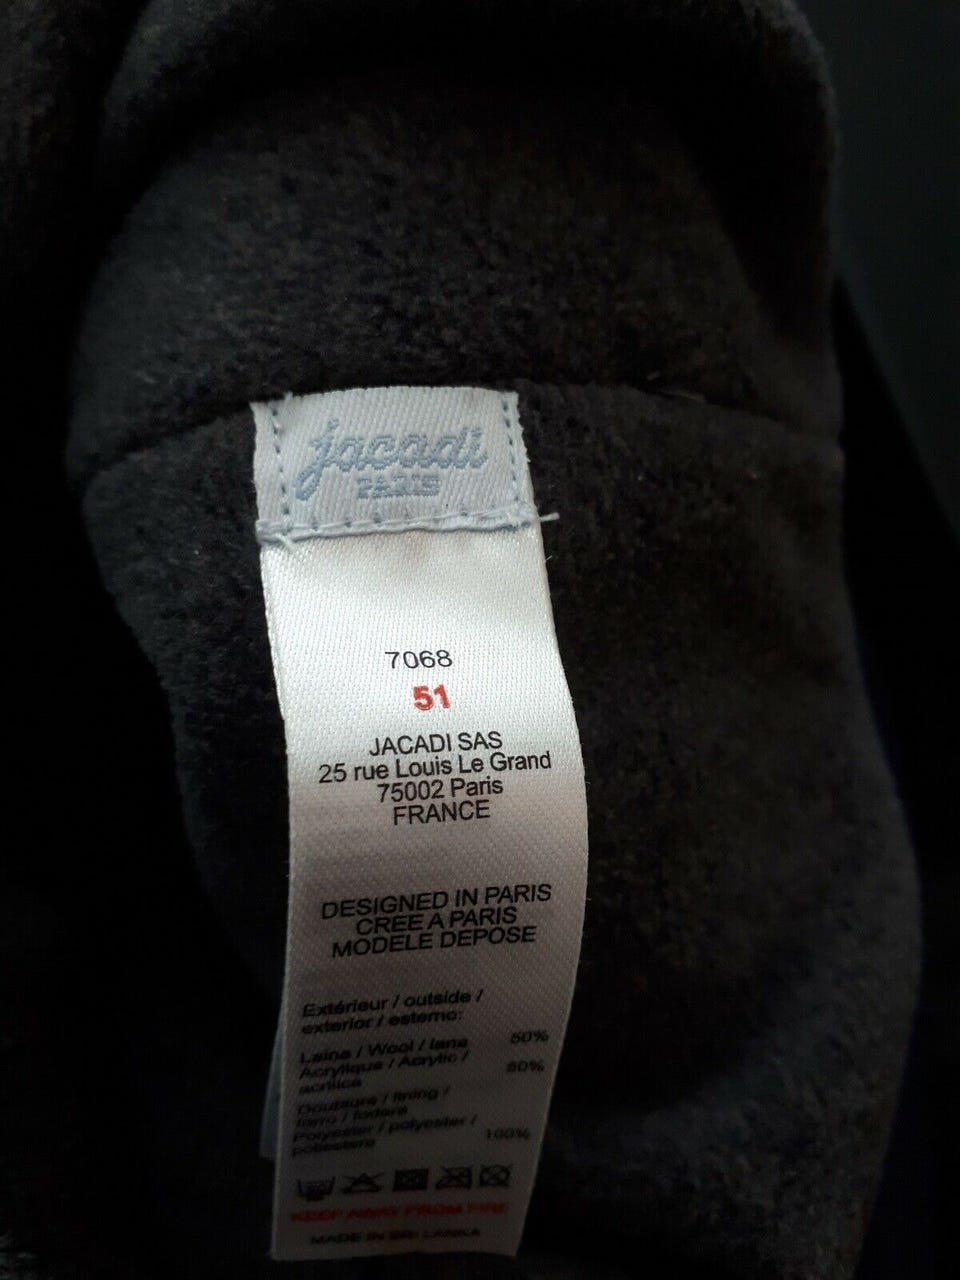 jacadi
PARIS
7068
51
JACADI SAS
25 rue Louis Le Grand
75002 Paris
FRANCE
DESIGNED IN PARIS
CREE A PARIS
MODELE DEPOSE
Extérieur / outside /
exterior / esterno:
Laine / Wool / lana 50%
Acrylique / Acrylic / 50%
acrilica
Doublure / lining /
forro / fodera
Polyester / polyester / 100%
poliestere
KEEP AWAY FROM FIRE
MADE IN SRI LANKA